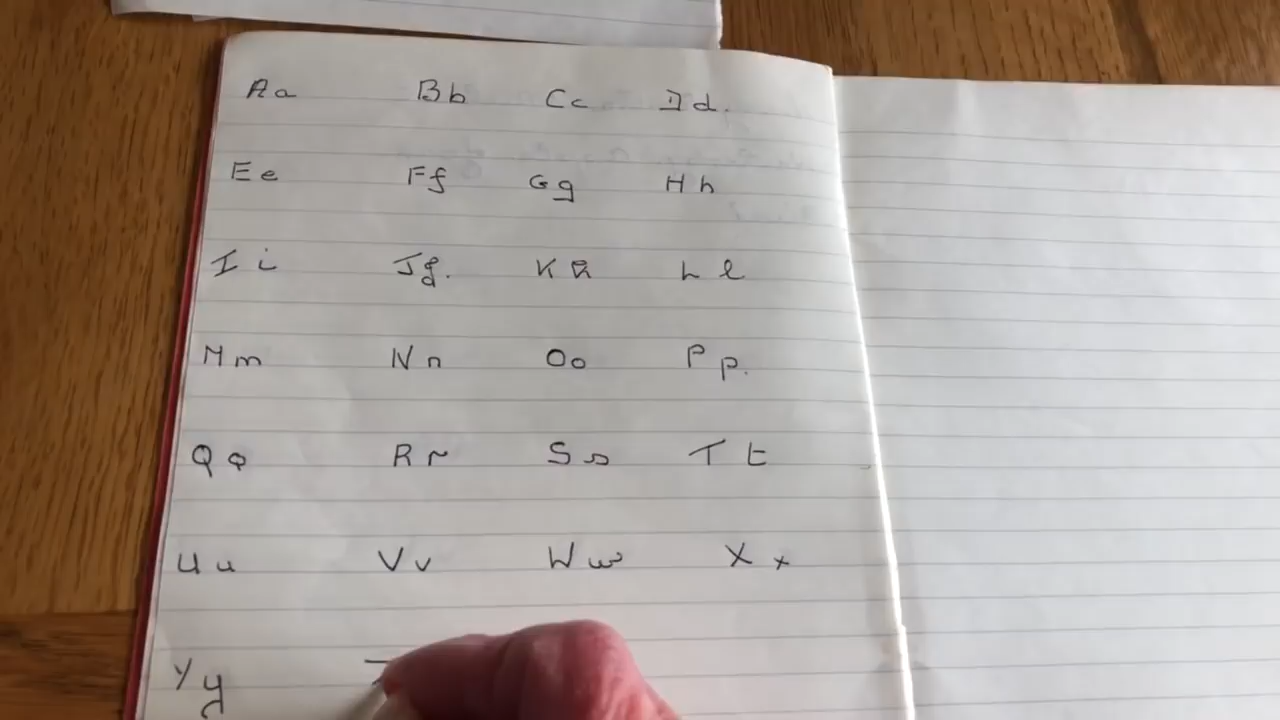 Aa Bb Cc Dd.
Ee Ff Gg Hh
Ii Jj. Kk Ll
Mm Nn Oo Pp.
Qq Rr Ss Tt
Uu Vv Ww Xx
Yy